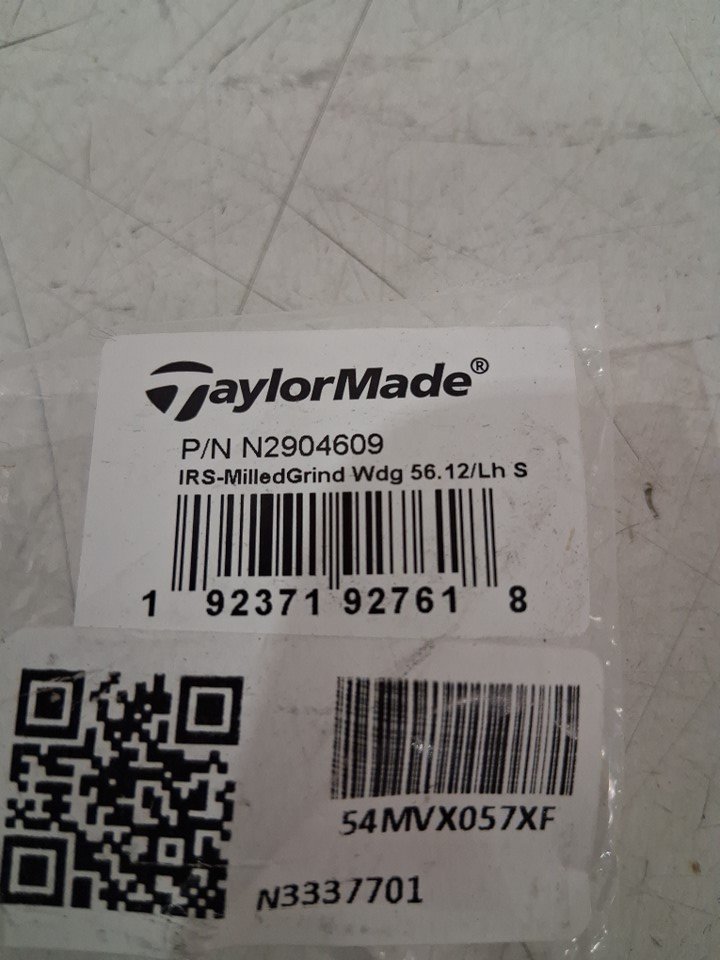 TaylorMade®
P/N N2904609
IRS-MilledGrind Wdg 56.12/Lh S
1 92371 92761 8
54MVX057XF
N3337701